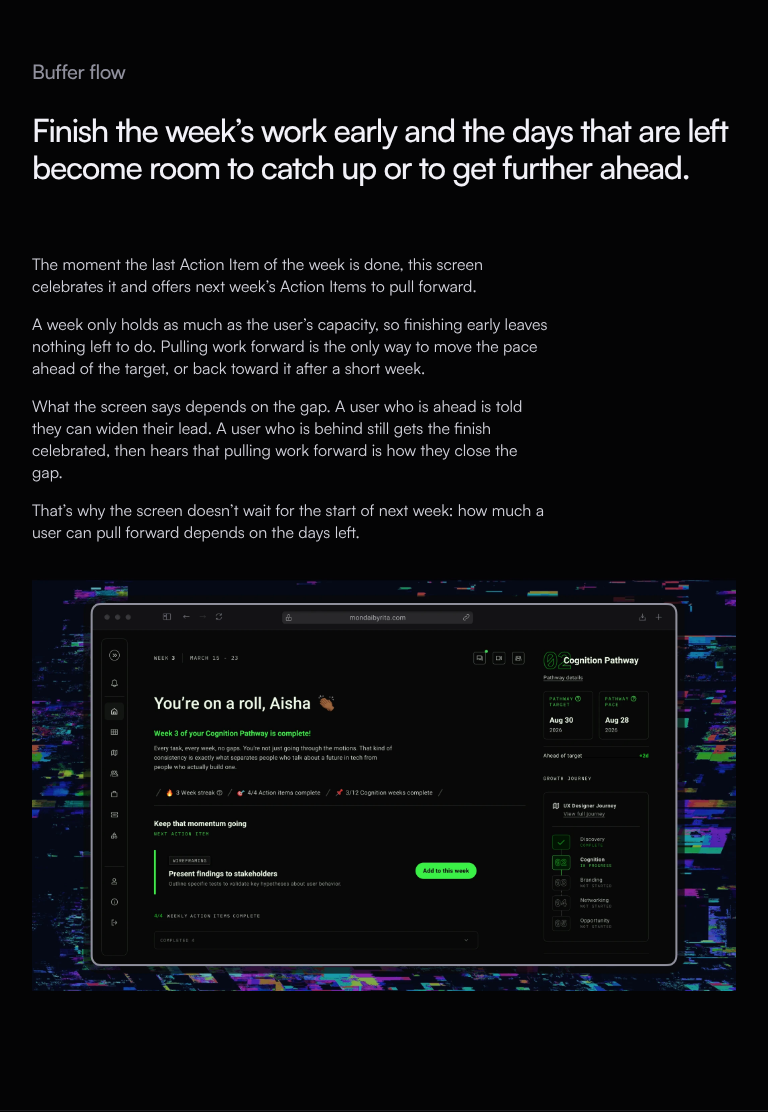 Buffer flow
Finish the week's work early and the days that are left
become room to catch up or to get further ahead.
The moment the last Action Item of the week is done, this screen
celebrates it and offers next week's Action Items to pull forward.
A week only holds as much as the user's capacity, so finishing early leaves
nothing left to do. Pulling work forward is the only way to move the pace
ahead of the target, or back toward it after a short week.
What the screen says depends on the gap. A user who is ahead is told
they can widen their lead. A user who is behind still gets the finish
celebrated, then hears that pulling work forward is how they close the
gap.
That's why the screen doesn't wait for the start of next week: how much a
user can pull forward depends on the days left.
mondaibyrita.com
WEEK 3 | MARCH 15 - 23
You're on a roll, Aisha 👏🏾
Week 3 of your Cognition Pathway is complete!
Every task, every week, no gaps. You're not just going through the motions. That kind of
consistency is exactly what separates people who talk about a future in tech from
people who actually build one.
/ 🔥 3 Week streak / 🎯 4/4 Action items complete / 📌 3/12 Cognition weeks complete /
Keep that momentum going
NEXT ACTION ITEM
WIREFRAMING
Present findings to stakeholders
Outline specific tests to validate key hypotheses about user behavior.
Add to this week
4/4 WEEKLY ACTION ITEMS COMPLETE
COMPLETED 4
02 Cognition Pathway
Pathway details
PATHWAY
TARGET
Aug 30
2026
PATHWAY
PACE
Aug 28
2026
Ahead of target +2d
GROWTH JOURNEY
UX Designer Journey
View full journey
Discovery
COMPLETE
02 Cognition
IN PROGRESS
03 Branding
NOT STARTED
04 Networking
NOT STARTED
05 Opportunity
NOT STARTED